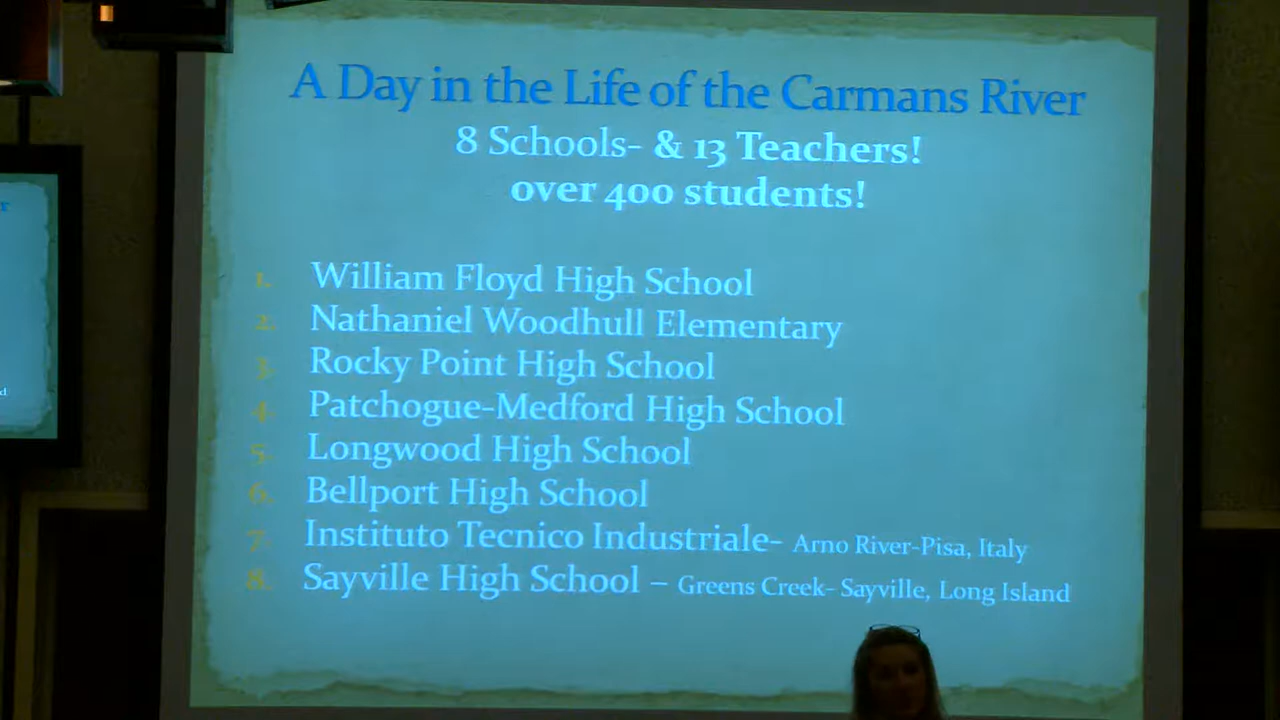 A Day in the Life of the Carmans River
8 Schools- & 13 Teachers!
over 400 students!
1. William Floyd High School
2. Nathaniel Woodhull Elementary
3. Rocky Point High School
4. Patchogue-Medford High School
5. Longwood High School
6. Bellport High School
7. Instituto Tecnico Industriale- Arno River-Pisa, Italy
8. Sayville High School – Greens Creek- Sayville, Long Island